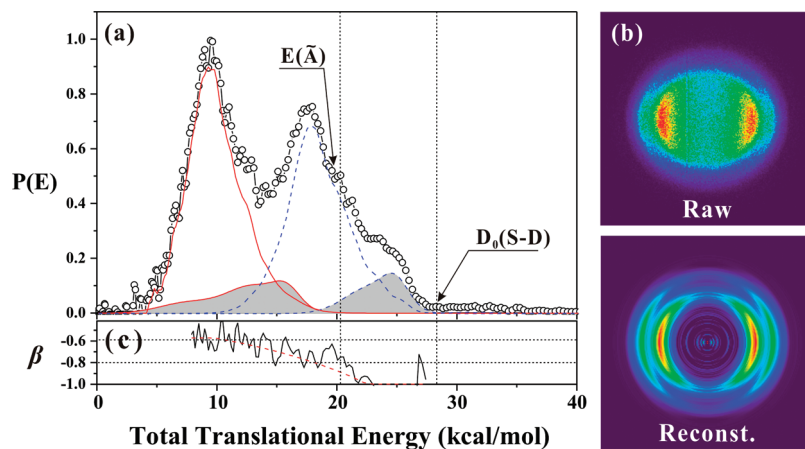 (a)
(b)
1.0
0.8
0.6
0.4
0.2
0.0
P(E)
E(Ã)
D₀(S-D)
Raw
(c)
β
-0.6
-0.8
-1.0
0 10 20 30 40
Total Translational Energy (kcal/mol)
Reconst.